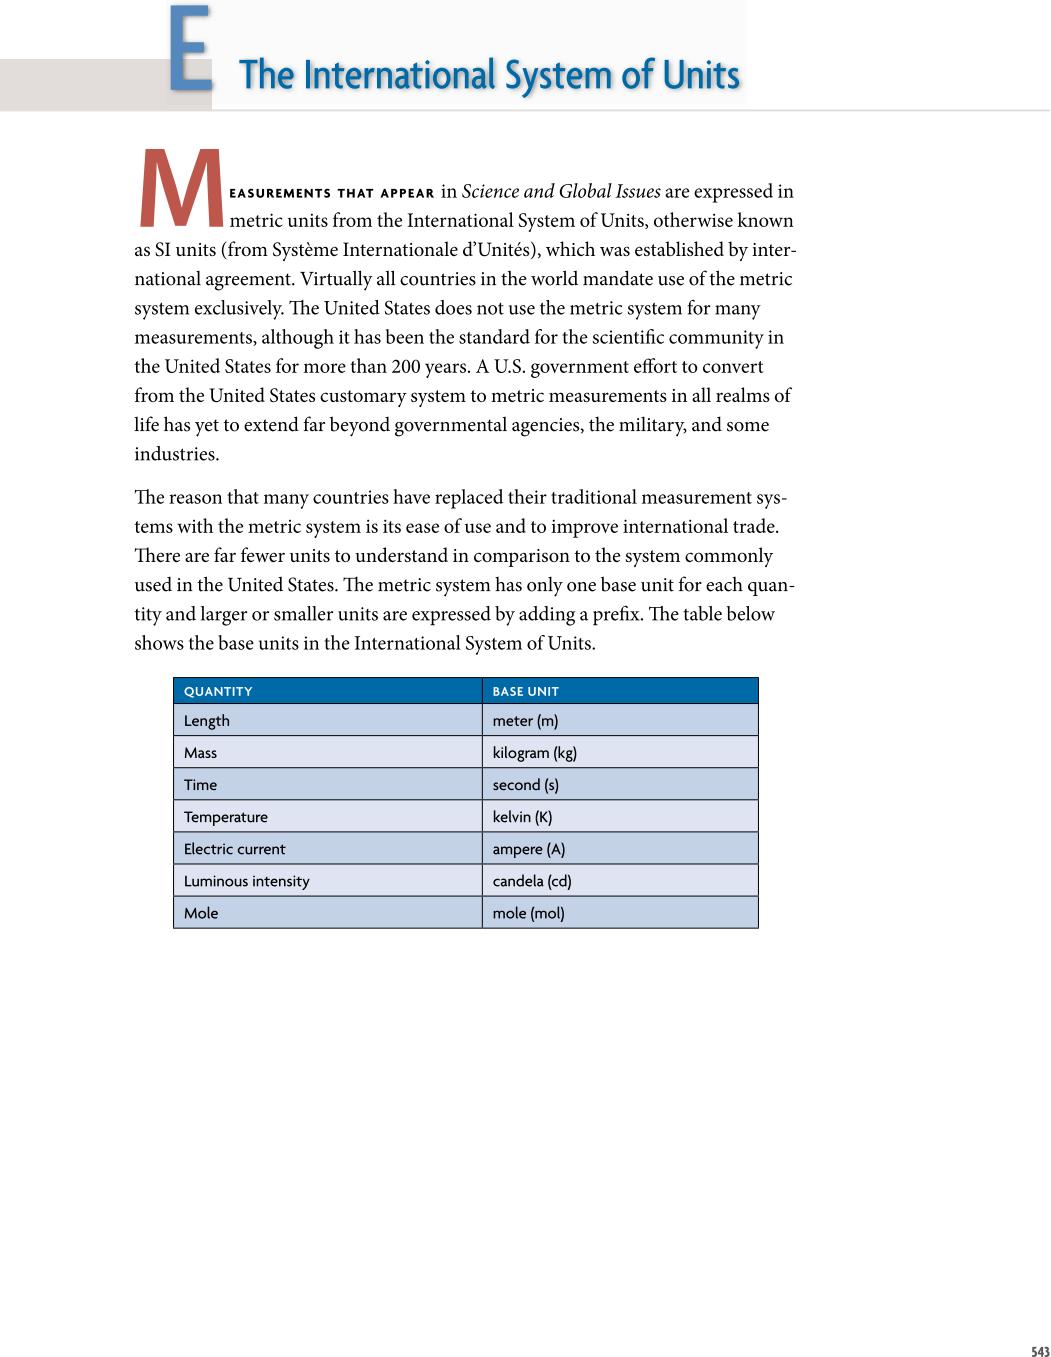 E The International System of Units
MEASUREMENTS THAT APPEAR in Science and Global Issues are expressed in
metric units from the International System of Units, otherwise known
as SI units (from Système Internationale d’Unités), which was established by inter-
national agreement. Virtually all countries in the world mandate use of the metric
system exclusively. The United States does not use the metric system for many
measurements, although it has been the standard for the scientific community in
the United States for more than 200 years. A U.S. government effort to convert
from the United States customary system to metric measurements in all realms of
life has yet to extend far beyond governmental agencies, the military, and some
industries.
The reason that many countries have replaced their traditional measurement sys-
tems with the metric system is its ease of use and to improve international trade.
There are far fewer units to understand in comparison to the system commonly
used in the United States. The metric system has only one base unit for each quan-
tity and larger or smaller units are expressed by adding a prefix. The table below
shows the base units in the International System of Units.
QUANTITY BASE UNIT
Length meter (m)
Mass kilogram (kg)
Time second (s)
Temperature kelvin (K)
Electric current ampere (A)
Luminous intensity candela (cd)
Mole mole (mol)
543